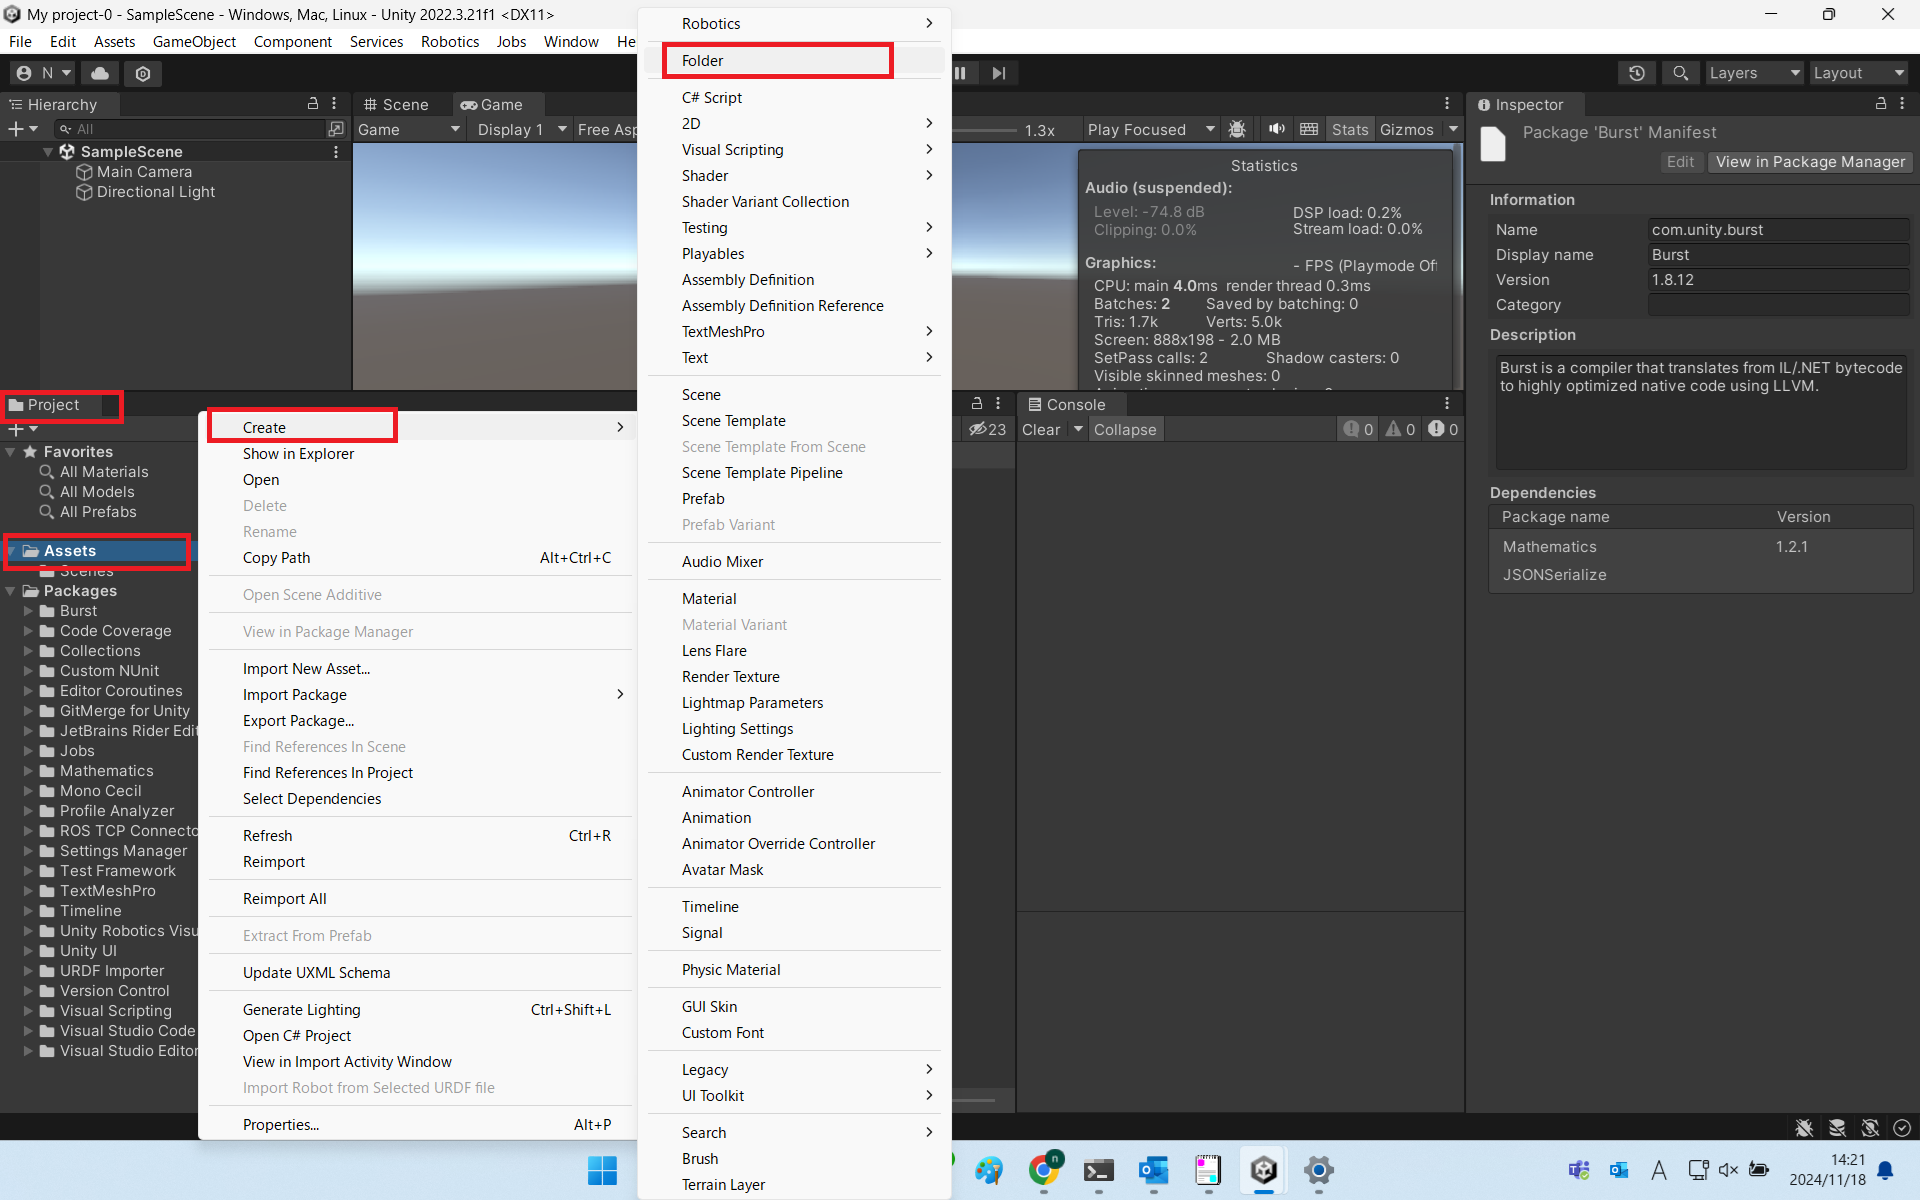 My project-0 - SampleScene - Windows, Mac, Linux - Unity 2022.3.21f1 <DX11>
File Edit Assets GameObject Component Services Robotics Jobs Window He
N
Layers
Layout
Hierarchy
All
SampleScene
Main Camera
Directional Light
Scene
Game
Game
Display 1
Free Asp
1.3x
Play Focused
Stats
Gizmos
Statistics
Audio (suspended):
Level: -74.8 dB DSP load: 0.2%
Clipping: 0.0% Stream load: 0.0%
Graphics: - FPS (Playmode Off
CPU: main 4.0ms render thread 0.3ms
Batches: 2 Saved by batching: 0
Tris: 1.7k Verts: 5.0k
Screen: 888x198 - 2.0 MB
SetPass calls: 2 Shadow casters: 0
Visible skinned meshes: 0
Inspector
Package 'Burst' Manifest
Edit
View in Package Manager
Information
Name com.unity.burst
Display name Burst
Version 1.8.12
Category
Description
Burst is a compiler that translates from IL/.NET bytecode
to highly optimized native code using LLVM.
Dependencies
Package name Version
Mathematics 1.2.1
JSONSerialize
Project
Favorites
All Materials
All Models
All Prefabs
Assets
Scenes
Packages
Burst
Code Coverage
Collections
Custom NUnit
Editor Coroutines
GitMerge for Unity
JetBrains Rider Edit
Jobs
Mathematics
Mono Cecil
Profile Analyzer
ROS TCP Connecto
Settings Manager
Test Framework
TextMeshPro
Timeline
Unity Robotics Visu
Unity UI
URDF Importer
Version Control
Visual Scripting
Visual Studio Code
Visual Studio Editor
Create
Show in Explorer
Open
Delete
Rename
Copy Path Alt+Ctrl+C
Open Scene Additive
View in Package Manager
Import New Asset...
Import Package
Export Package...
Find References In Scene
Find References In Project
Select Dependencies
Refresh Ctrl+R
Reimport
Reimport All
Extract From Prefab
Update UXML Schema
Generate Lighting Ctrl+Shift+L
Open C# Project
View in Import Activity Window
Import Robot from Selected URDF file
Properties... Alt+P
Robotics
Folder
C# Script
2D
Visual Scripting
Shader
Shader Variant Collection
Testing
Playables
Assembly Definition
Assembly Definition Reference
TextMeshPro
Text
Scene
Scene Template
Scene Template From Scene
Scene Template Pipeline
Prefab
Prefab Variant
Audio Mixer
Material
Material Variant
Lens Flare
Render Texture
Lightmap Parameters
Lighting Settings
Custom Render Texture
Animator Controller
Animation
Animator Override Controller
Avatar Mask
Timeline
Signal
Physic Material
GUI Skin
Custom Font
Legacy
UI Toolkit
Search
Brush
Terrain Layer
23
Console
Clear
Collapse
0
0
0
n
A
14:21
2024/11/18